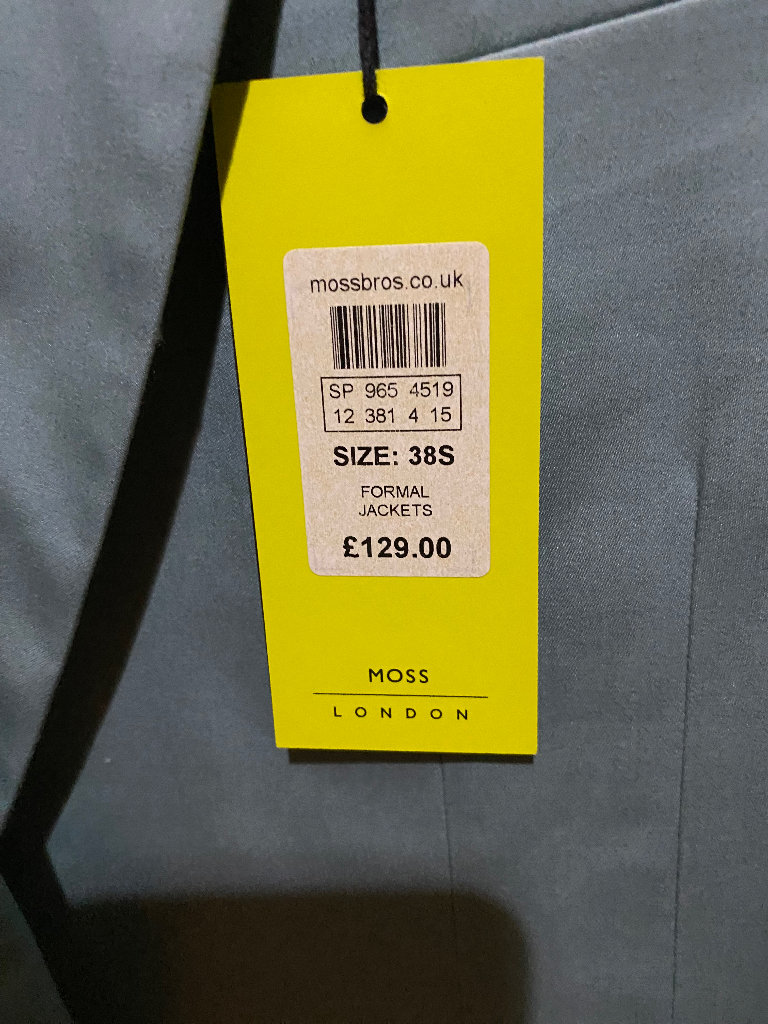 mossbros.co.uk
SP 965 4519
12 381 4 15
SIZE: 38S
FORMAL
JACKETS
£129.00
MOSS
LONDON